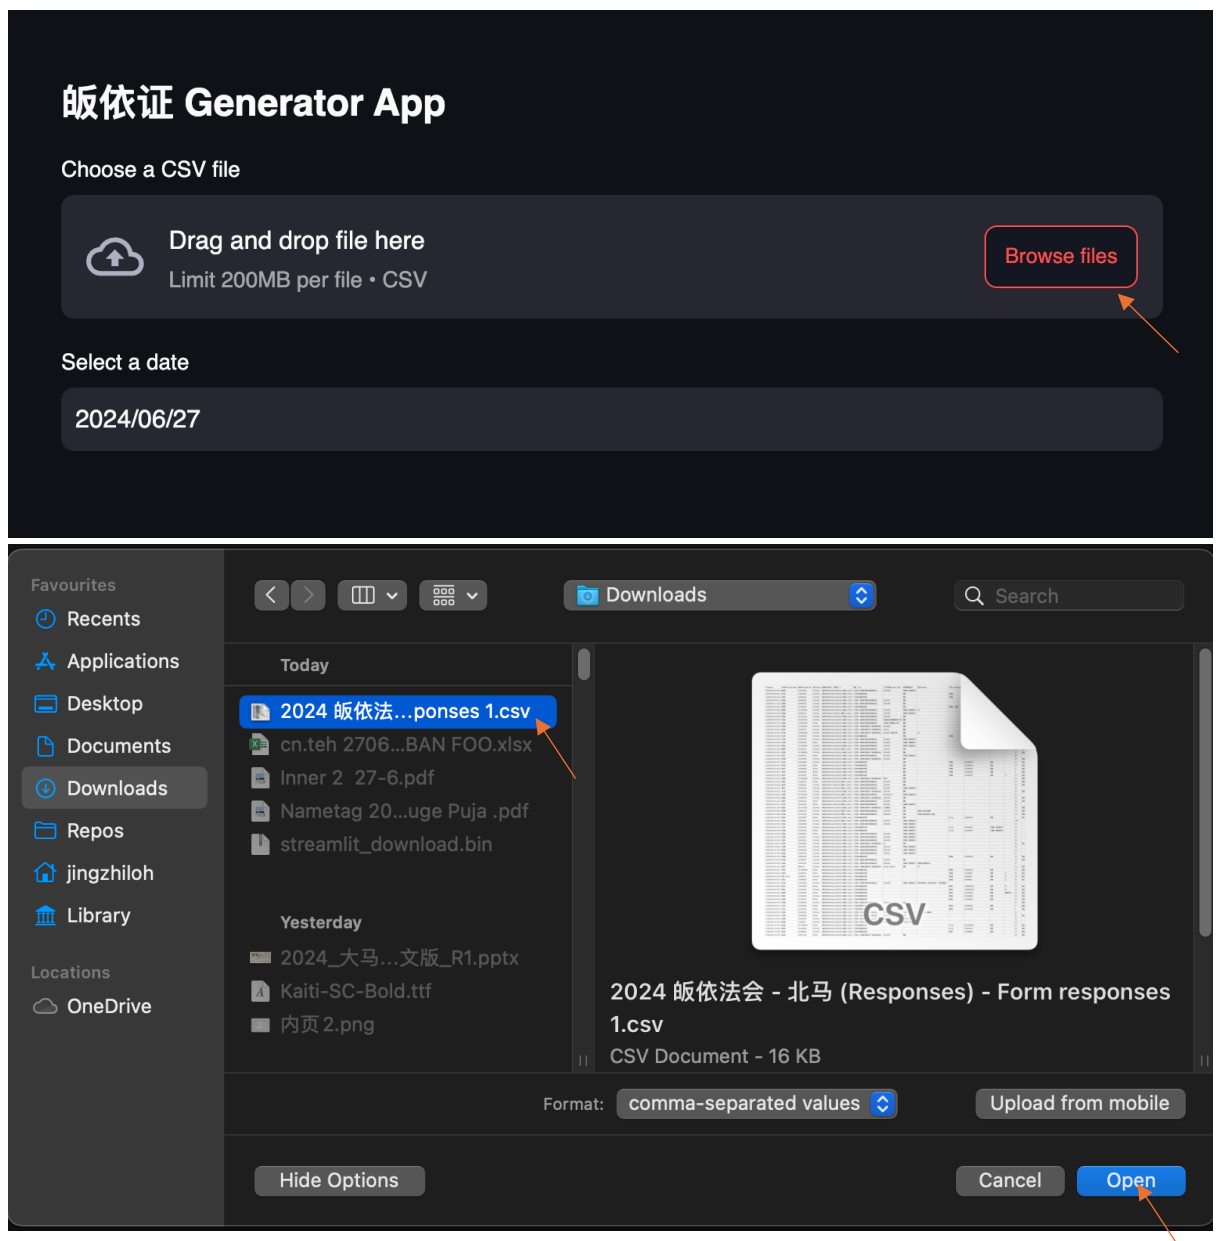 皈依证 Generator App
Choose a CSV file
Drag and drop file here
Limit 200MB per file • CSV
Browse files
Select a date
2024/06/27
Favourites
Recents
Applications
Desktop
Documents
Downloads
Repos
jingzhiloh
Library
Locations
OneDrive
Downloads
Search
Today
2024 皈依法...ponses 1.csv
cn.teh 2706...BAN FOO.xlsx
Inner 2 27-6.pdf
Nametag 20...uge Puja .pdf
streamlit_download.bin
Yesterday
2024_大马...文版_R1.pptx
Kaiti-SC-Bold.ttf
内页2.png
CSV
2024 皈依法会 - 北马 (Responses) - Form responses
1.csv
CSV Document - 16 KB
Format: comma-separated values
Upload from mobile
Hide Options
Cancel
Open